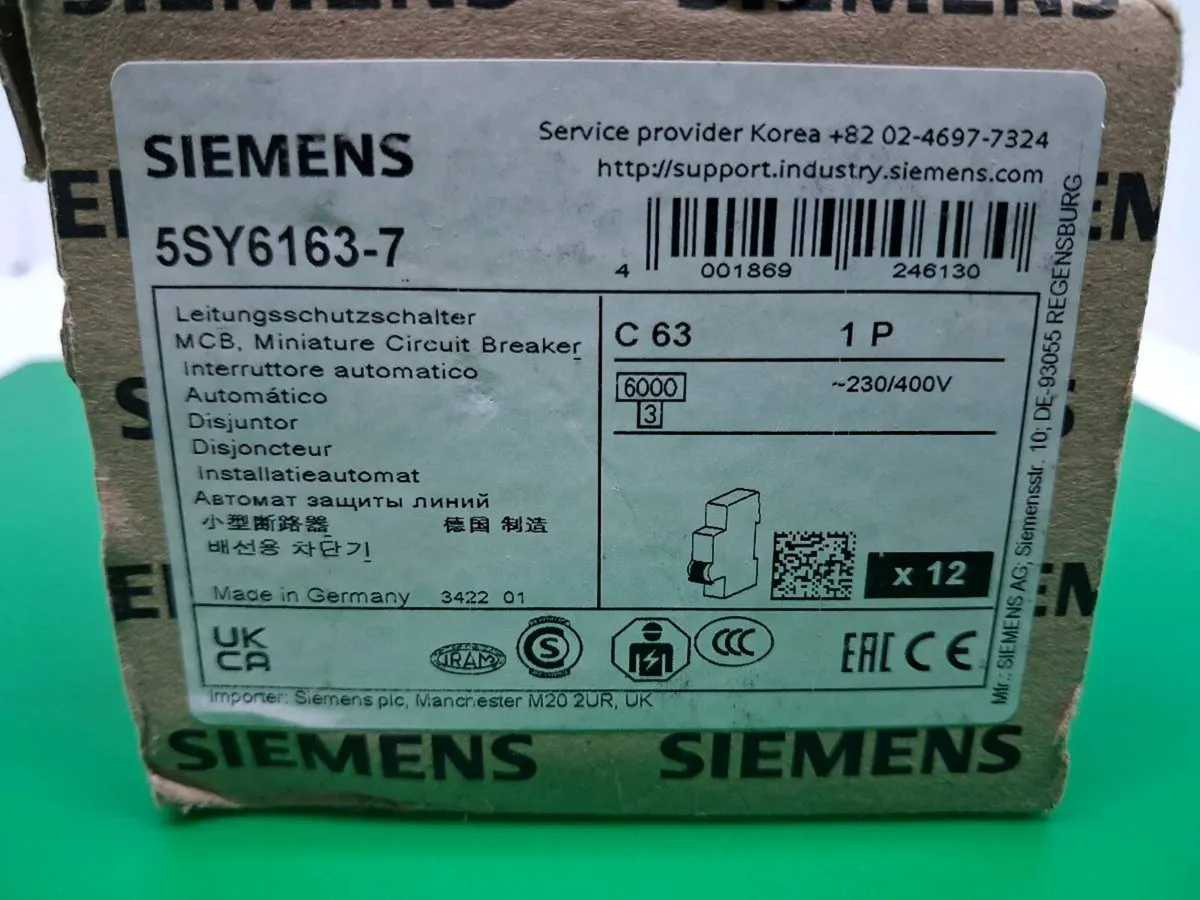 SIEMENS SIEMENS
SIEMENS
Service provider Korea +82 02-4697-7324
http://support.industry.siemens.com
5SY6163-7
4 001869 246130
Leitungsschutzschalter
MCB, Miniature Circuit Breaker
Interruttore automatico
Automático
Disjuntor
Disjoncteur
Installatieautomat
Автомат защиты линий
小型断路器 德国 制造
배선용 차단기
Made in Germany 3422 01
C 63 1 P
6000 ~230/400V
3
x 12
UK
CA
IRAM S CCC EAC CE
Importer: Siemens plc, Manchester M20 2UR, UK
Mfr.: SIEMENS AG; Siemensstr. 10; DE-93055 REGENSBURG
SIEMENS SIEMENS